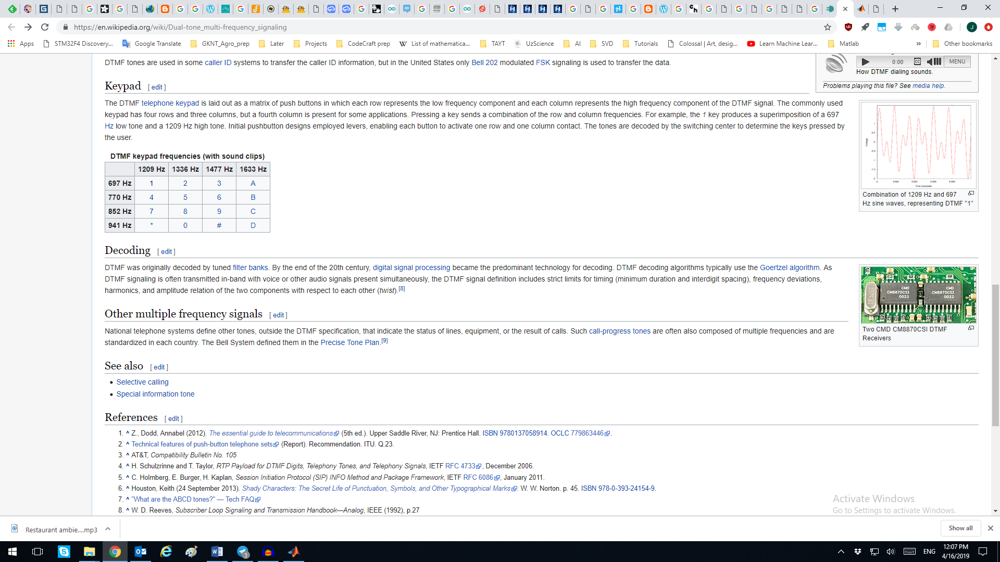 https://en.wikipedia.org/wiki/Dual-tone_multi-frequency_signaling
Apps STM32F4 Discovery... Google Translate GKNT_Agro_prep Later Projects CodeCraft prep List of mathematica... TAYT UzScience AI SVD Tutorials Colossal | Art, desig... Learn Machine Lear... Matlab » Other bookmarks
DTMF tones are used in some caller ID systems to transfer the caller ID information, but in the United States only Bell 202 modulated FSK signaling is used to transfer the data.
0:00 CC MENU
How DTMF dialing sounds.
Problems playing this file? See media help.
Keypad [ edit ]
The DTMF telephone keypad is laid out as a matrix of push buttons in which each row represents the low frequency component and each column represents the high frequency component of the DTMF signal. The commonly used
keypad has four rows and three columns, but a fourth column is present for some applications. Pressing a key sends a combination of the row and column frequencies. For example, the 1 key produces a superimposition of a 697
Hz low tone and a 1209 Hz high tone. Initial pushbutton designs employed levers, enabling each button to activate one row and one column contact. The tones are decoded by the switching center to determine the keys pressed by
the user.
Voltage
Time (seconds)
Combination of 1209 Hz and 697
Hz sine waves, representing DTMF "1"
DTMF keypad frequencies (with sound clips)
1209 Hz 1336 Hz 1477 Hz 1633 Hz
697 Hz 1 2 3 A
770 Hz 4 5 6 B
852 Hz 7 8 9 C
941 Hz * 0 # D
Decoding [ edit ]
DTMF was originally decoded by tuned filter banks. By the end of the 20th century, digital signal processing became the predominant technology for decoding. DTMF decoding algorithms typically use the Goertzel algorithm. As
DTMF signaling is often transmitted in-band with voice or other audio signals present simultaneously, the DTMF signal definition includes strict limits for timing (minimum duration and interdigit spacing), frequency deviations,
harmonics, and amplitude relation of the two components with respect to each other (twist).[8]
CMD CMD
CM8870CSI CM8870CSI
0022 0022
Two CMD CM8870CSI DTMF
Receivers
Other multiple frequency signals [ edit ]
National telephone systems define other tones, outside the DTMF specification, that indicate the status of lines, equipment, or the result of calls. Such call-progress tones are often also composed of multiple frequencies and are
standardized in each country. The Bell System defined them in the Precise Tone Plan.[9]
See also [ edit ]
• Selective calling
• Special information tone
References [ edit ]
1. ^ Z., Dodd, Annabel (2012). The essential guide to telecommunications (5th ed.). Upper Saddle River, NJ: Prentice Hall. ISBN 9780137058914. OCLC 779863446.
2. ^ Technical features of push-button telephone sets (Report). Recommendation. ITU. Q.23.
3. ^ AT&T, Compatibility Bulletin No. 105
4. ^ H. Schulzrinne and T. Taylor, RTP Payload for DTMF Digits, Telephony Tones, and Telephony Signals, IETF RFC 4733, December 2006.
5. ^ C. Holmberg, E. Burger, H. Kaplan, Session Initiation Protocol (SIP) INFO Method and Package Framework, IETF RFC 6086, January 2011.
6. ^ Houston, Keith (24 September 2013). Shady Characters: The Secret Life of Punctuation, Symbols, and Other Typographical Marks. W. W. Norton. p. 45. ISBN 978-0-393-24154-9.
7. ^ "What are the ABCD tones?" — Tech FAQ
8. ^ W. D. Reeves, Subscriber Loop Signaling and Transmission Handbook—Analog, IEEE (1992), p.27
Activate Windows
Go to Settings to activate Windows.
Restaurant ambie....mp3 Show all
ENG 12:07 PM
4/16/2019